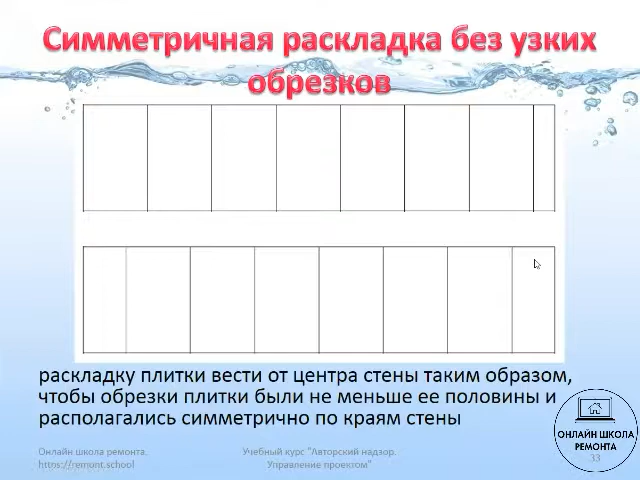 Симметричная раскладка без узких
обрезков
раскладку плитки вести от центра стены таким образом,
чтобы обрезки плитки были не меньше ее половины и
располагались симметрично по краям стены
Онлайн школа ремонта.
https://remont.school
Учебный курс "Авторский надзор.
Управление проектом"
33
ОНЛАЙН ШКОЛА
РЕМОНТА